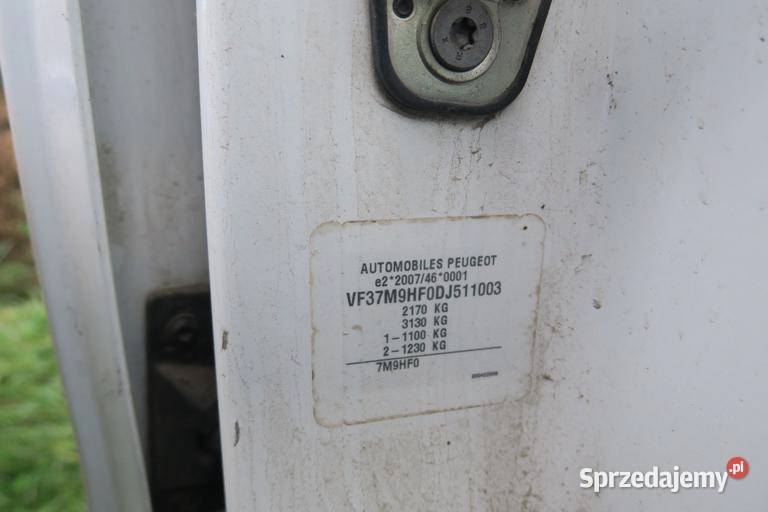 AUTOMOBILES PEUGEOT
e2*2007/46*0001
VF37M9HF0DJ511003
2170 KG
3130 KG
1-1100 KG
2-1230 KG
7M9HF0
Sprzedajemy.pl